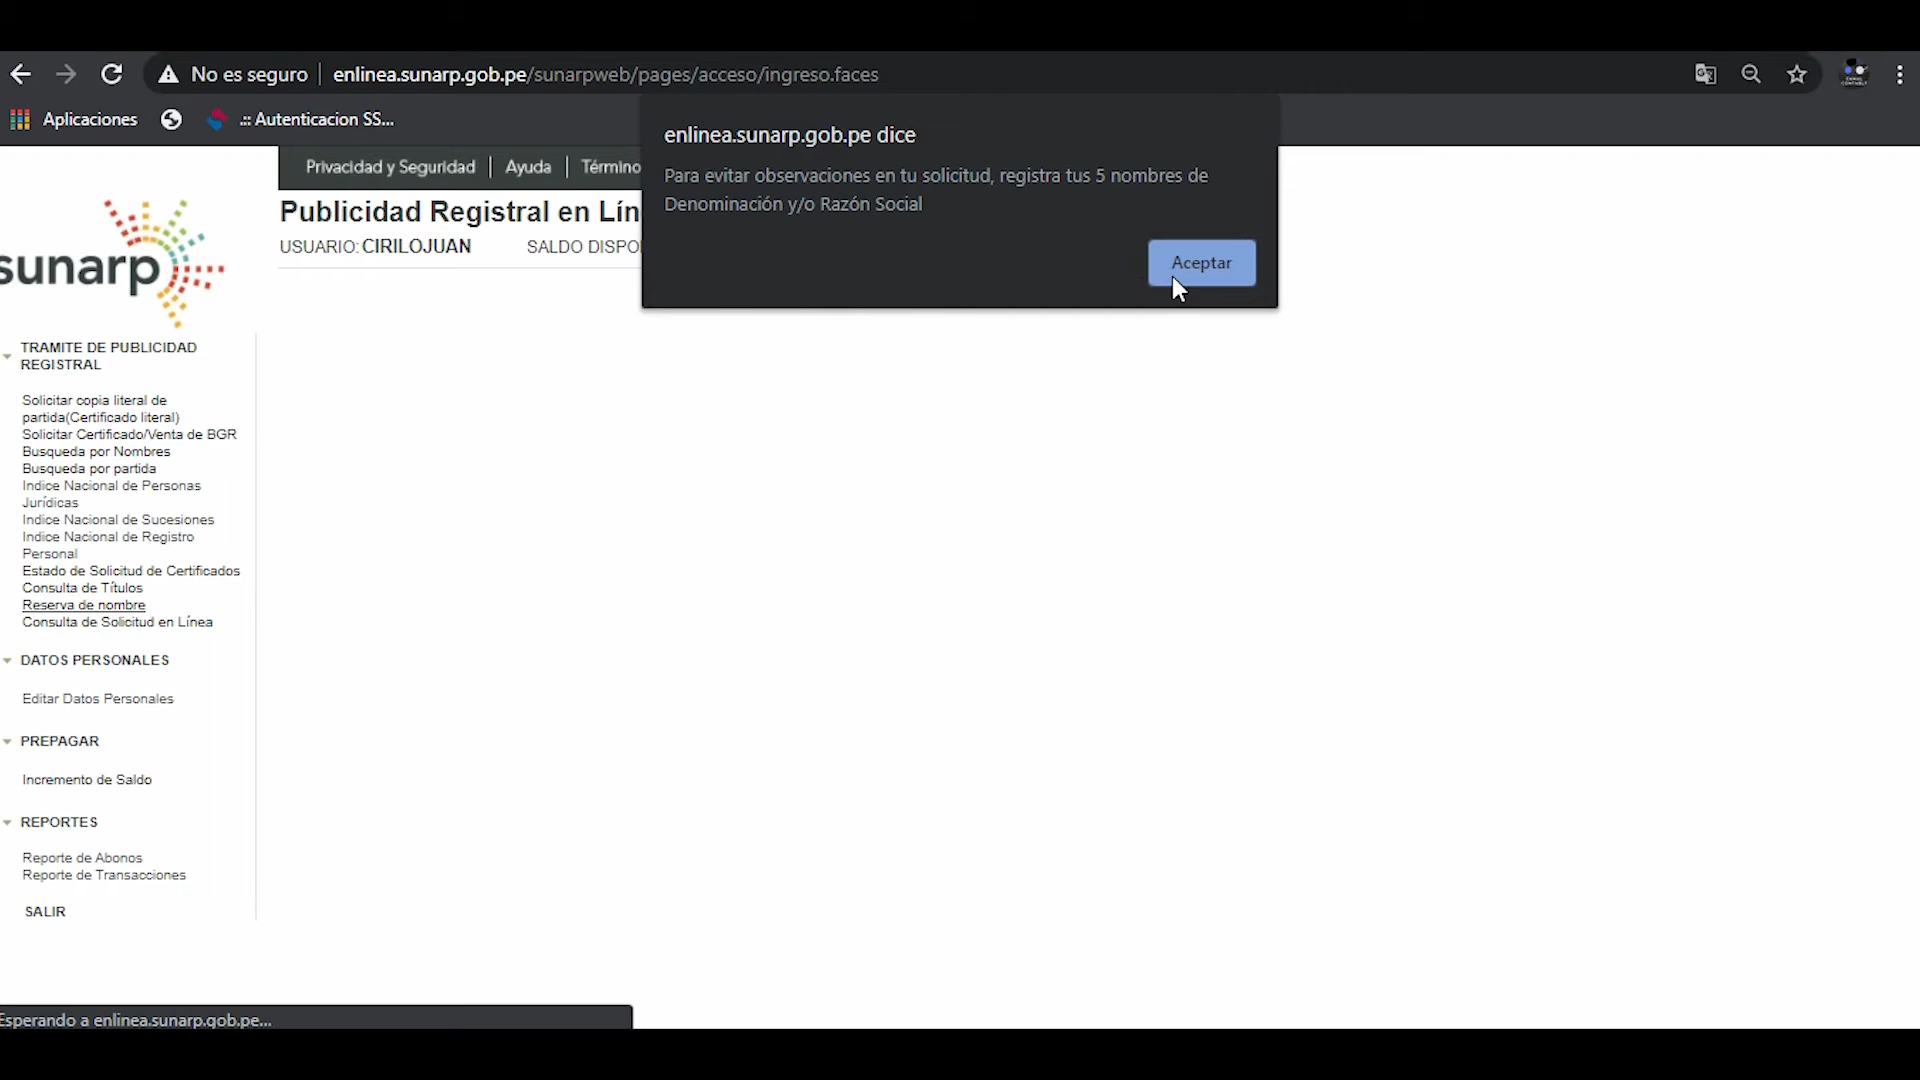 No es seguro | enlinea.sunarp.gob.pe/sunarpweb/pages/acceso/ingreso.faces
Aplicaciones .:: Autenticacion SS...
enlinea.sunarp.gob.pe dice
Para evitar observaciones en tu solicitud, registra tus 5 nombres de
Denominación y/o Razón Social
Aceptar
Privacidad y Seguridad | Ayuda | Término
Publicidad Registral en Lín
USUARIO: CIRILOJUAN SALDO DISPO
sunarp
TRAMITE DE PUBLICIDAD
REGISTRAL
Solicitar copia literal de
partida(Certificado literal)
Solicitar Certificado/Venta de BGR
Busqueda por Nombres
Busqueda por partida
Indice Nacional de Personas
Jurídicas
Indice Nacional de Sucesiones
Indice Nacional de Registro
Personal
Estado de Solicitud de Certificados
Consulta de Títulos
Reserva de nombre
Consulta de Solicitud en Línea
DATOS PERSONALES
Editar Datos Personales
PREPAGAR
Incremento de Saldo
REPORTES
Reporte de Abonos
Reporte de Transacciones
SALIR
Esperando a enlinea.sunarp.gob.pe...